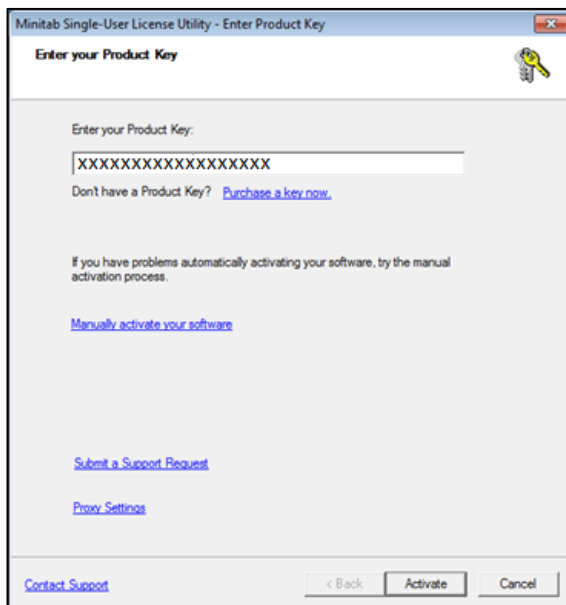 Minitab Single-User License Utility - Enter Product Key
Enter your Product Key
Enter your Product Key:
XXXXXXXXXXXXXXXXXX
Don't have a Product Key? Purchase a key now.
If you have problems automatically activating your software, try the manual
activation process.
Manually activate your software
Submit a Support Request
Proxy Settings
Contact Support
< Back
Activate
Cancel